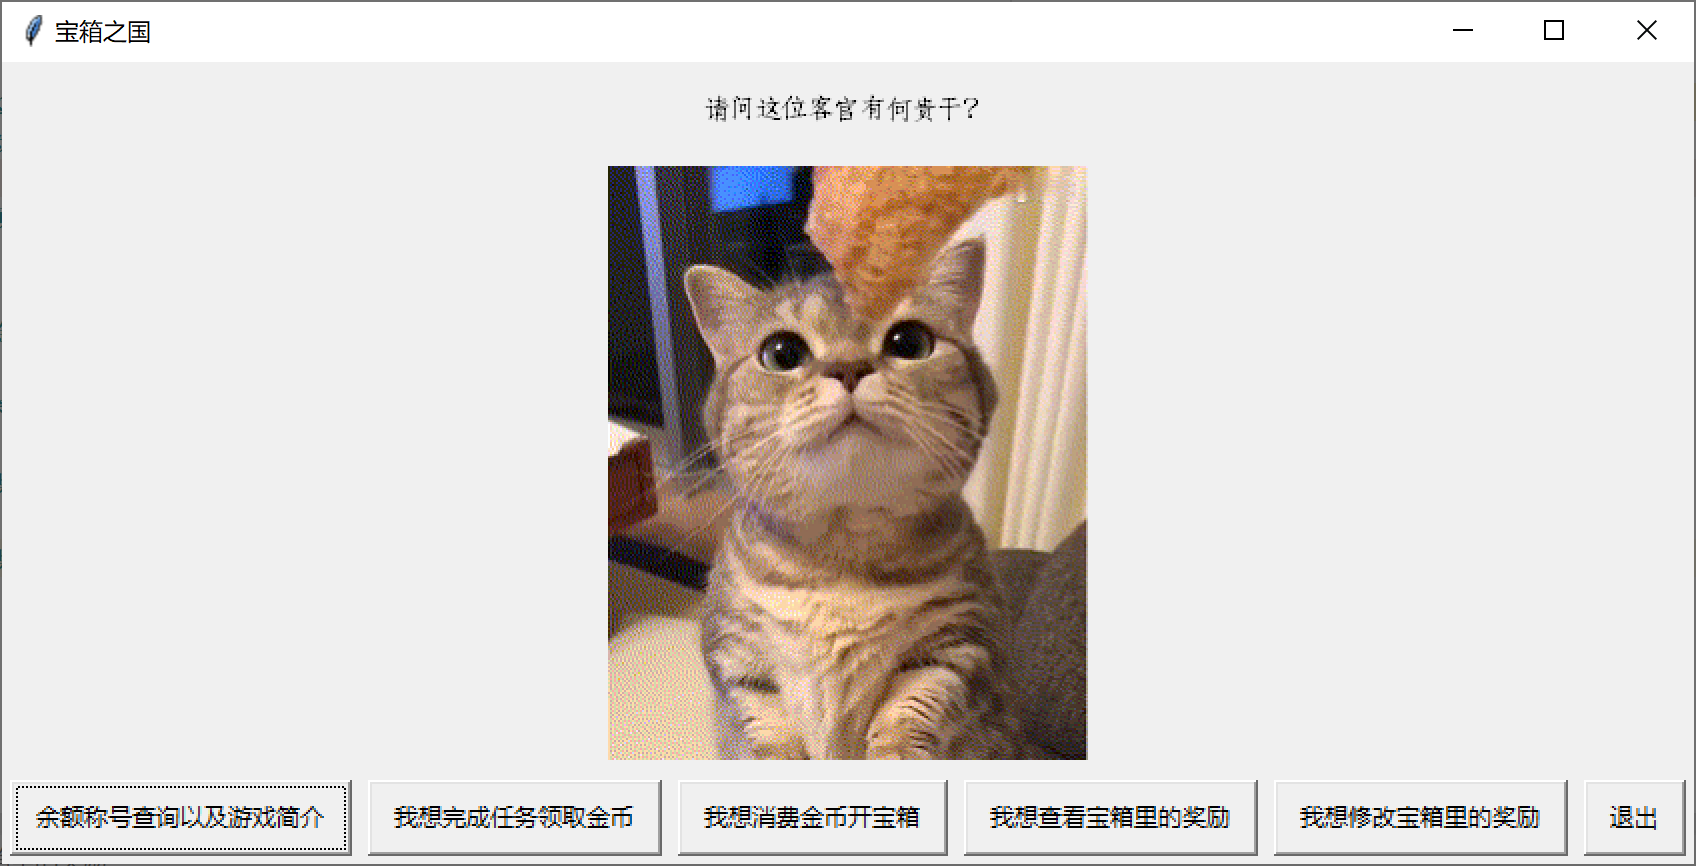 宝箱之国
请问这位客官有何贵干？
余额称号查询以及游戏简介
我想完成任务领取金币
我想消费金币开宝箱
我想查看宝箱里的奖励
我想修改宝箱里的奖励
退出